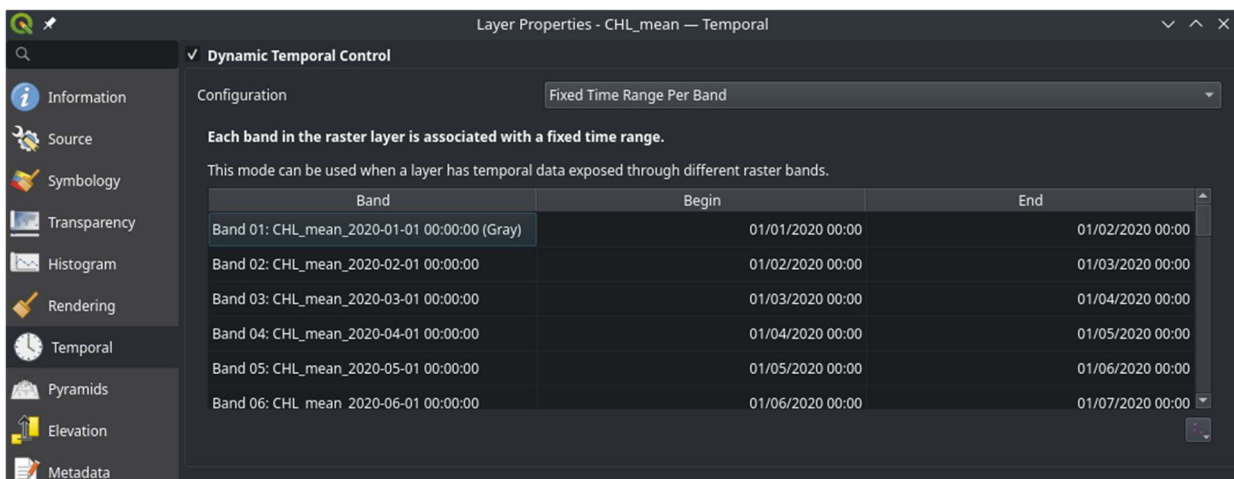 Layer Properties - CHL_mean — Temporal
Dynamic Temporal Control
Information
Configuration
Fixed Time Range Per Band
Source
Each band in the raster layer is associated with a fixed time range.
Symbology
This mode can be used when a layer has temporal data exposed through different raster bands.
Band Begin End
Transparency
Band 01: CHL_mean_2020-01-01 00:00:00 (Gray) 01/01/2020 00:00 01/02/2020 00:00
Histogram
Band 02: CHL_mean_2020-02-01 00:00:00 01/02/2020 00:00 01/03/2020 00:00
Rendering
Band 03: CHL_mean_2020-03-01 00:00:00 01/03/2020 00:00 01/04/2020 00:00
Temporal
Band 04: CHL_mean_2020-04-01 00:00:00 01/04/2020 00:00 01/05/2020 00:00
Band 05: CHL_mean_2020-05-01 00:00:00 01/05/2020 00:00 01/06/2020 00:00
Pyramids
Band 06: CHL_mean_2020-06-01 00:00:00 01/06/2020 00:00 01/07/2020 00:00
Elevation
Metadata